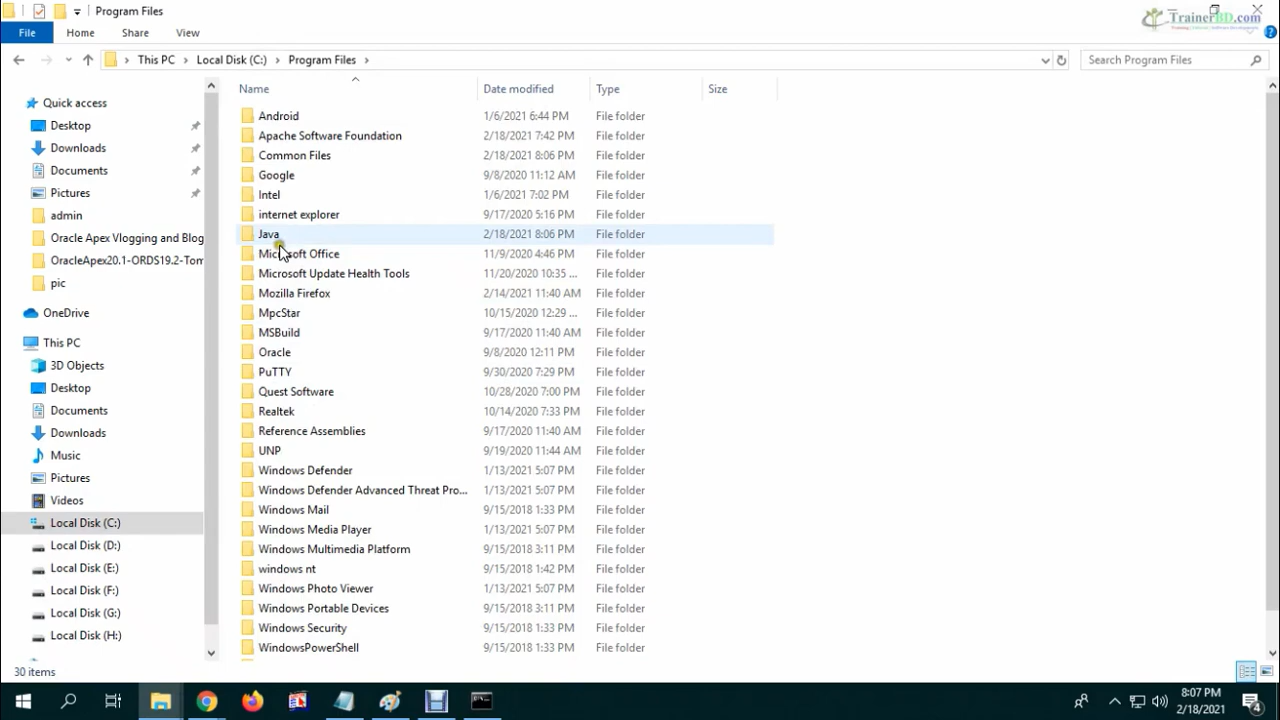 Program Files
TrainerBD.com
File Home Share View
This PC Local Disk (C:) Program Files
Search Program Files
Name Date modified Type Size
Quick access
Desktop
Downloads
Documents
Pictures
admin
Oracle Apex Vlogging and Blog
OracleApex20.1-ORDS19.2-Tom
pic
OneDrive
This PC
3D Objects
Desktop
Documents
Downloads
Music
Pictures
Videos
Local Disk (C:)
Local Disk (D:)
Local Disk (E:)
Local Disk (F:)
Local Disk (G:)
Local Disk (H:)
Android 1/6/2021 6:44 PM File folder
Apache Software Foundation 2/18/2021 7:42 PM File folder
Common Files 2/18/2021 8:06 PM File folder
Google 9/8/2020 11:12 AM File folder
Intel 1/6/2021 7:02 PM File folder
internet explorer 9/17/2020 5:16 PM File folder
Java 2/18/2021 8:06 PM File folder
Microsoft Office 11/9/2020 4:46 PM File folder
Microsoft Update Health Tools 11/20/2020 10:35 ... File folder
Mozilla Firefox 2/14/2021 11:40 AM File folder
MpcStar 10/15/2020 12:29 ... File folder
MSBuild 9/17/2020 11:40 AM File folder
Oracle 9/8/2020 12:11 PM File folder
PuTTY 9/30/2020 7:29 PM File folder
Quest Software 10/28/2020 7:00 PM File folder
Realtek 10/14/2020 7:33 PM File folder
Reference Assemblies 9/17/2020 11:40 AM File folder
UNP 9/19/2020 11:44 AM File folder
Windows Defender 1/13/2021 5:07 PM File folder
Windows Defender Advanced Threat Pro... 1/13/2021 5:07 PM File folder
Windows Mail 9/15/2018 1:33 PM File folder
Windows Media Player 1/13/2021 5:07 PM File folder
Windows Multimedia Platform 9/15/2018 3:11 PM File folder
windows nt 9/15/2018 1:42 PM File folder
Windows Photo Viewer 1/13/2021 5:07 PM File folder
Windows Portable Devices 9/15/2018 3:11 PM File folder
Windows Security 9/15/2018 1:33 PM File folder
WindowsPowerShell 9/15/2018 1:33 PM File folder
30 items
8:07 PM
2/18/2021
4